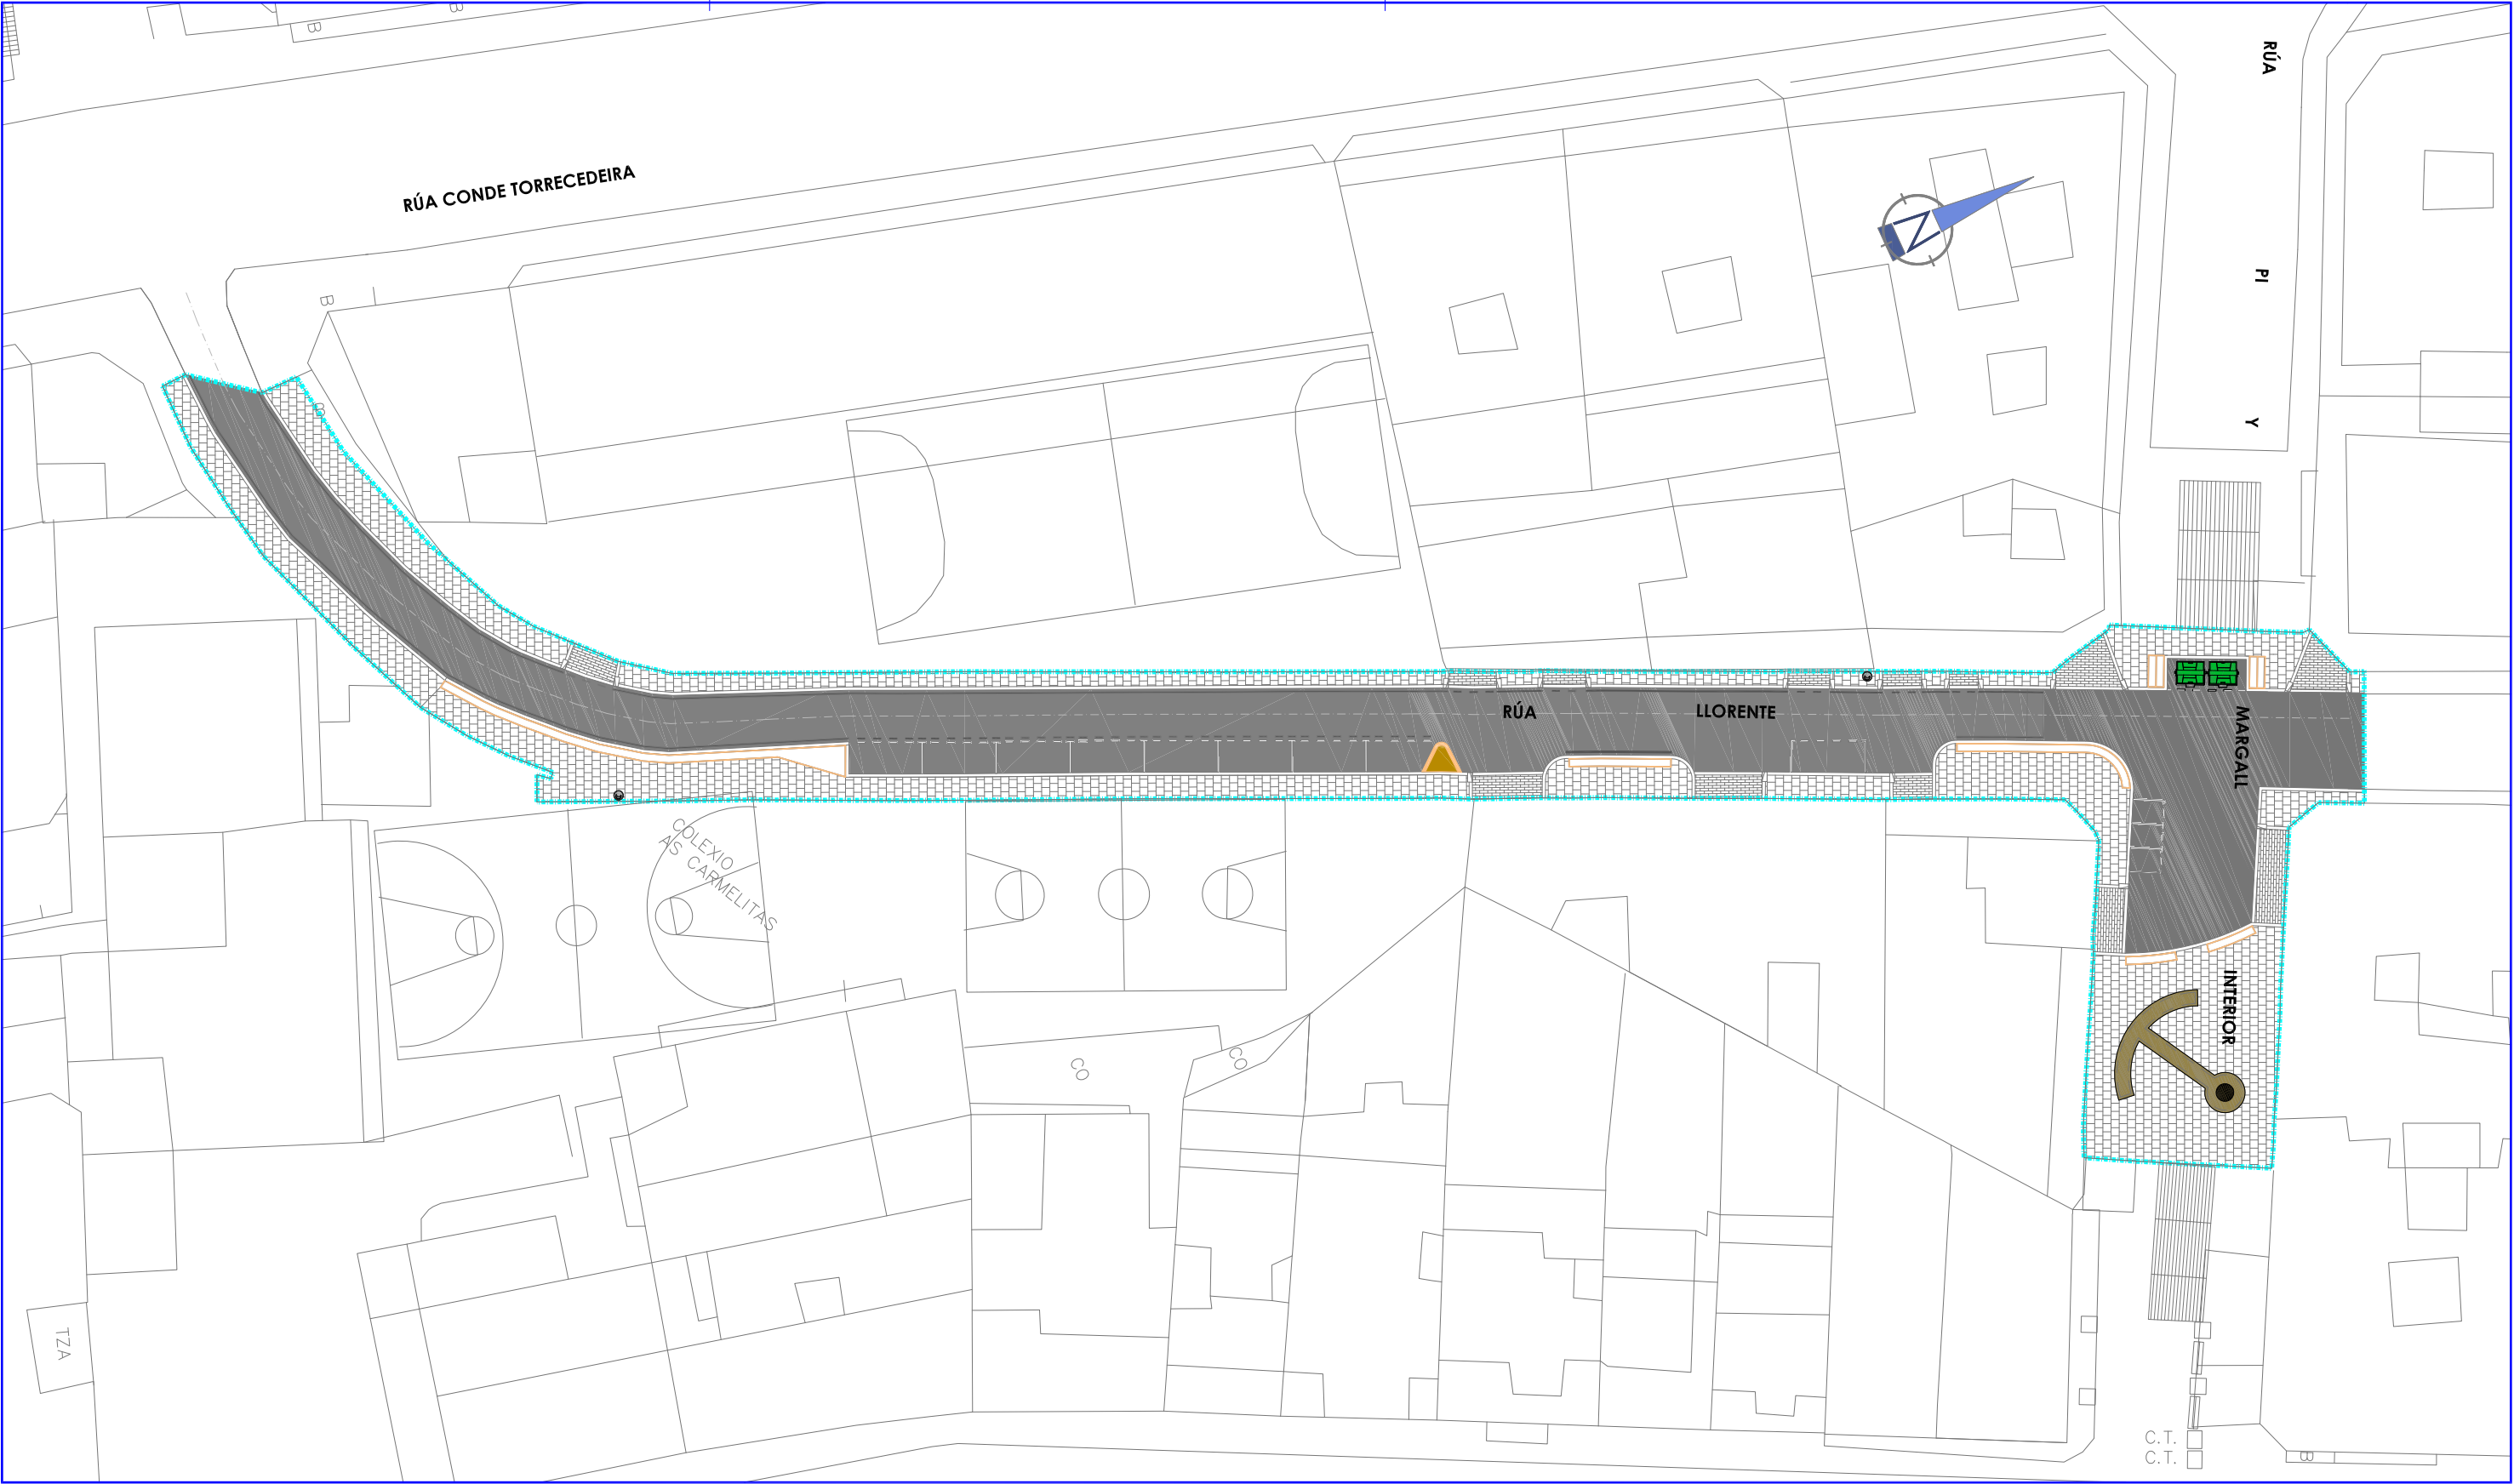 B
B
RÚA
RÚA CONDE TORRECEDEIRA
N
PI
B
B
Y
RÚA
LLORENTE
MARGALL
COLEXIO
AS CARMELITAS
INTERIOR
CO
CO
TZA
C.T.
C.T.
B